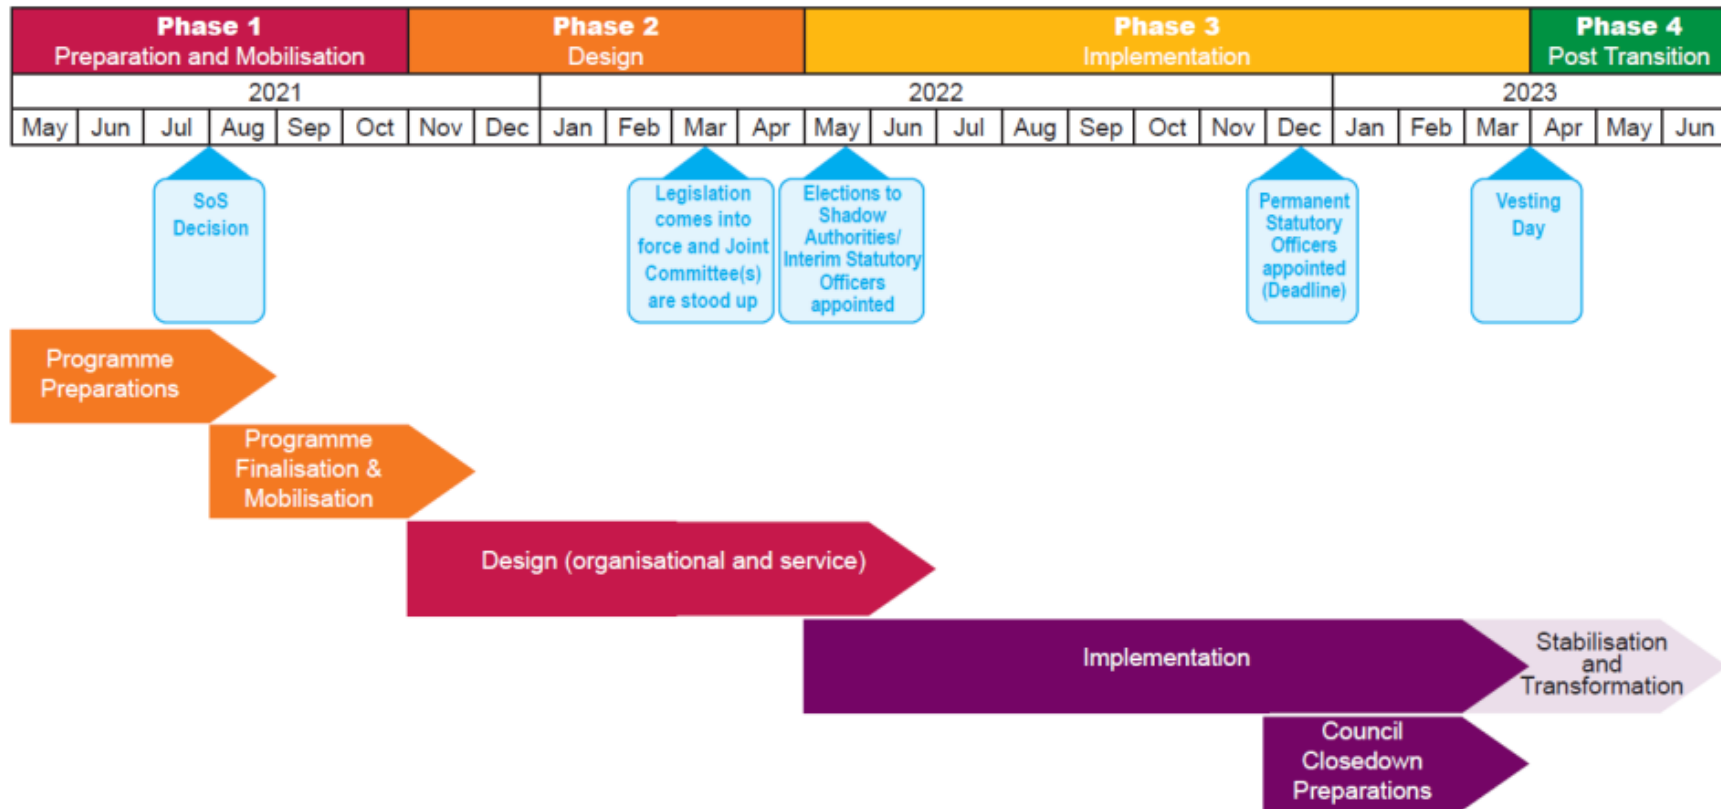 Phase 1
Preparation and Mobilisation
Phase 2
Design
Phase 3
Implementation
Phase 4
Post Transition
2021
2022
2023
May Jun Jul Aug Sep Oct Nov Dec Jan Feb Mar Apr May Jun Jul Aug Sep Oct Nov Dec Jan Feb Mar Apr May Jun
SoS
Decision
Legislation
comes into
force and Joint
Committee(s)
are stood up
Elections to
Shadow
Authorities/
Interim Statutory
Officers
appointed
Permanent
Statutory
Officers
appointed
(Deadline)
Vesting
Day
Programme
Preparations
Programme
Finalisation &
Mobilisation
Design (organisational and service)
Implementation
Stabilisation
and
Transformation
Council
Closedown
Preparations